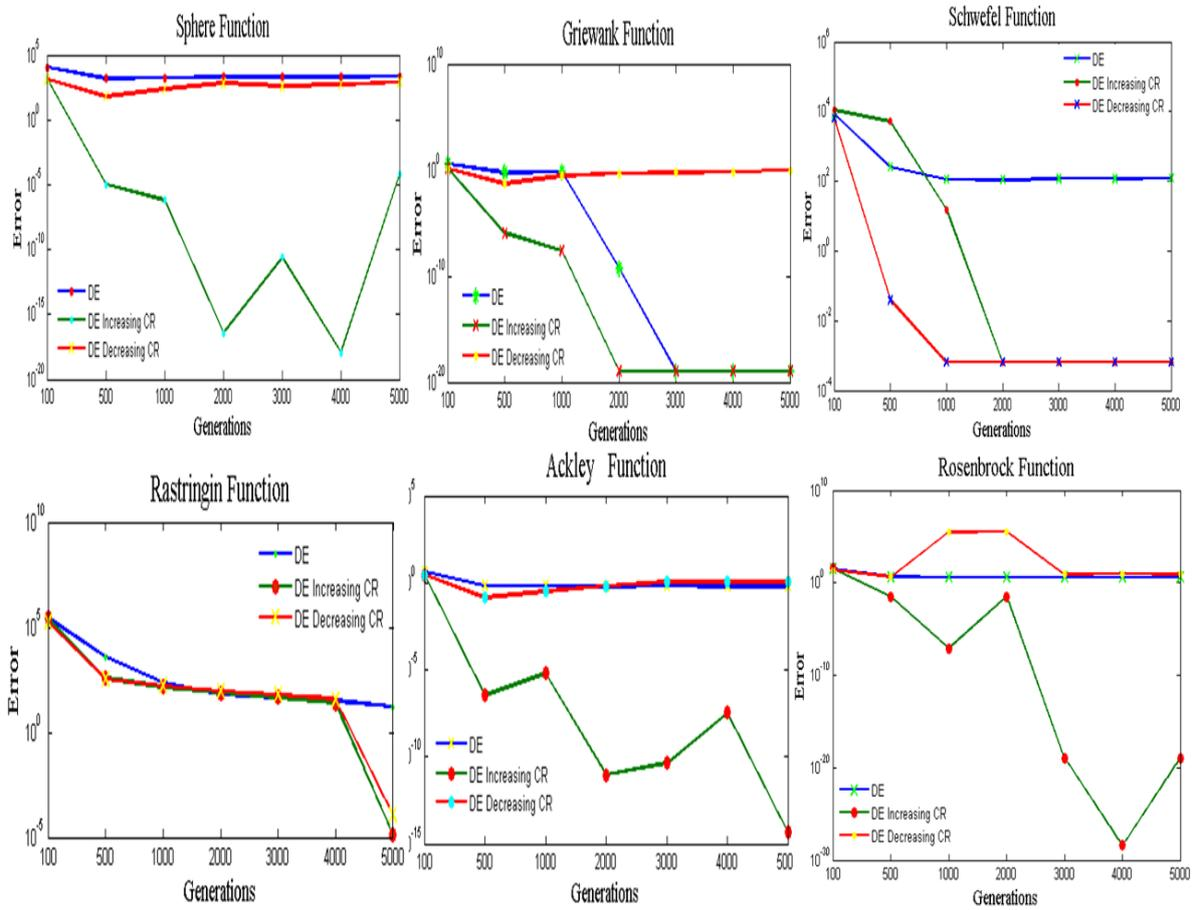 Sphere Function
10^5
10^0
10^-5
10^-10
10^-15
10^-20
Error
DE
DE Increasing CR
DE Decreasing CR
100 500 1000 2000 3000 4000 5000
Generations
Griewank Function
10^10
10^0
10^-10
10^-20
Error
DE
DE Increasing CR
DE Decreasing CR
100 500 1000 2000 3000 4000 5000
Generations
Schwefel Function
10^6
10^4
10^2
10^0
10^-2
10^-4
Error
DE
DE Increasing CR
DE Decreasing CR
100 500 1000 2000 3000 4000 5000
Generations
Rastringin Function
10^10
10^5
10^0
10^-5
Error
DE
DE Increasing CR
DE Decreasing CR
100 500 1000 2000 3000 4000 5000
Generations
Ackley Function
5
0
-5
-10
-15
Error
DE
DE Increasing CR
DE Decreasing CR
100 500 1000 2000 3000 4000 5000
Generations
Rosenbrock Function
10^10
10^0
10^-10
10^-20
10^-30
Error
DE
DE Increasing CR
DE Decreasing CR
100 500 1000 2000 3000 4000 5000
Generations